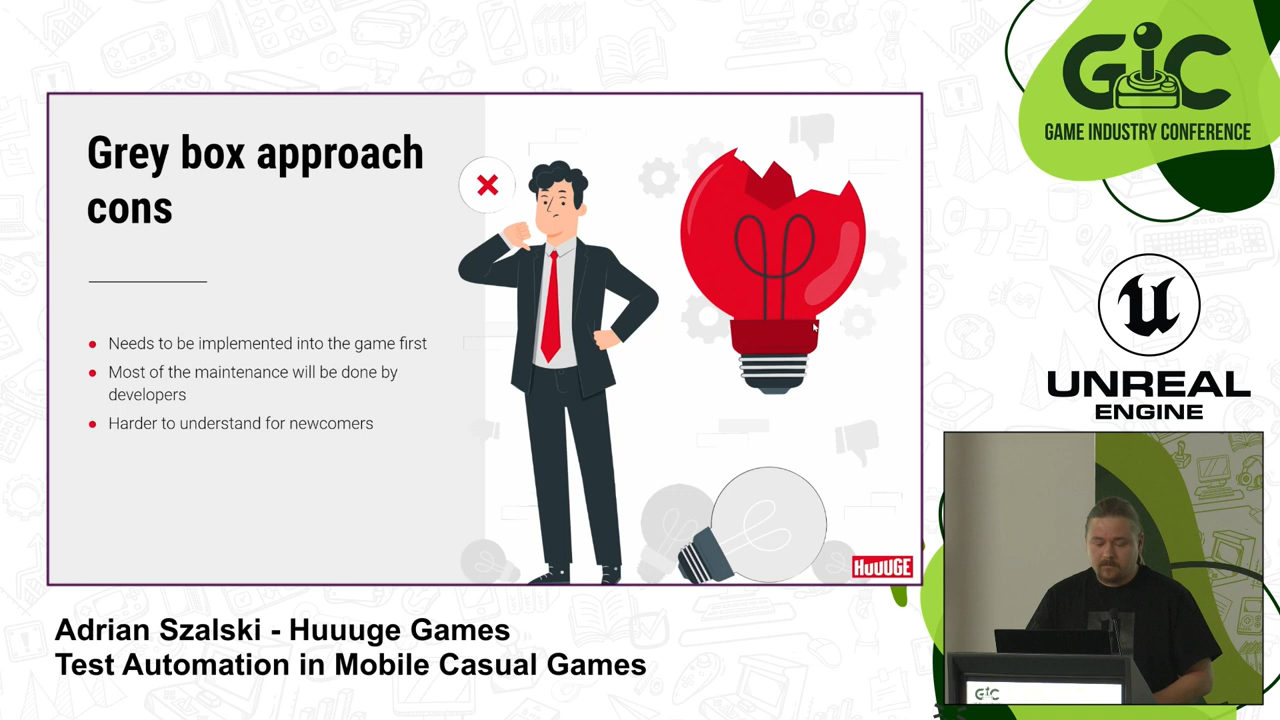 GIC
GAME INDUSTRY CONFERENCE
Grey box approach
cons
Needs to be implemented into the game first
Most of the maintenance will be done by
developers
Harder to understand for newcomers
HUUUGE
UNREAL
ENGINE
GIC
Adrian Szalski - Huuuge Games
Test Automation in Mobile Casual Games